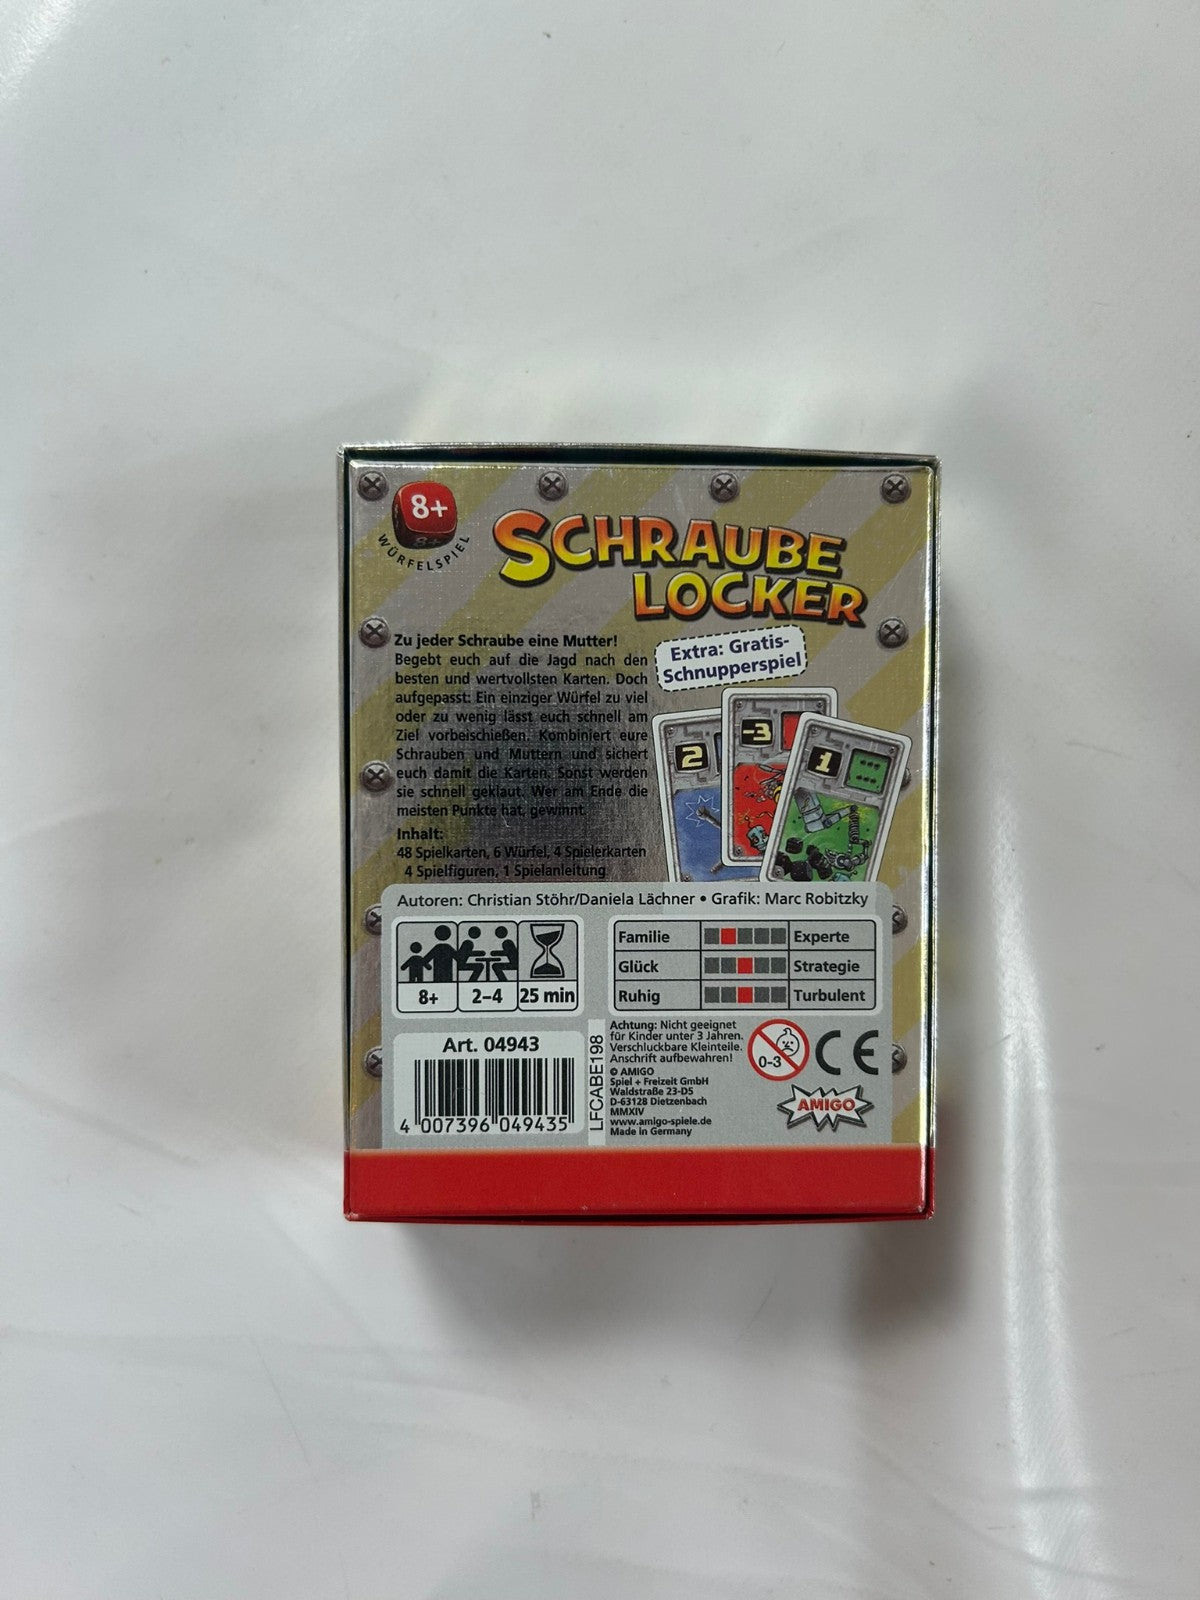 8+
WÜRFELSPIEL
SCHRAUBE
LOCKER
Zu jeder Schraube eine Mutter!
Begebt euch auf die Jagd nach den
besten und wertvollsten Karten. Doch
aufgepasst: Ein einziger Würfel zu viel
oder zu wenig lässt euch schnell am
Ziel vorbeischießen. Kombiniert eure
Schrauben und Muttern und sichert
euch damit die Karten. Sonst werden
sie schnell geklaut. Wer am Ende die
meisten Punkte hat, gewinnt.
Inhalt:
48 Spielkarten, 6 Würfel, 4 Spielerkarten
4 Spielfiguren, 1 Spielanleitung
Extra: Gratis-
Schnupperspiel
2
-3
1
Autoren: Christian Stöhr/Daniela Lächner • Grafik: Marc Robitzky
8+
2–4
25 min
Familie Experte
Glück Strategie
Ruhig Turbulent
Art. 04943
4 007396 049435
LFCABE198
Achtung: Nicht geeignet
für Kinder unter 3 Jahren.
Verschluckbare Kleinteile.
Anschrift aufbewahren!
© AMIGO
Spiel + Freizeit GmbH
Waldstraße 23-D5
D-63128 Dietzenbach
MMXIV
www.amigo-spiele.de
Made in Germany
0-3
CE
AMIGO